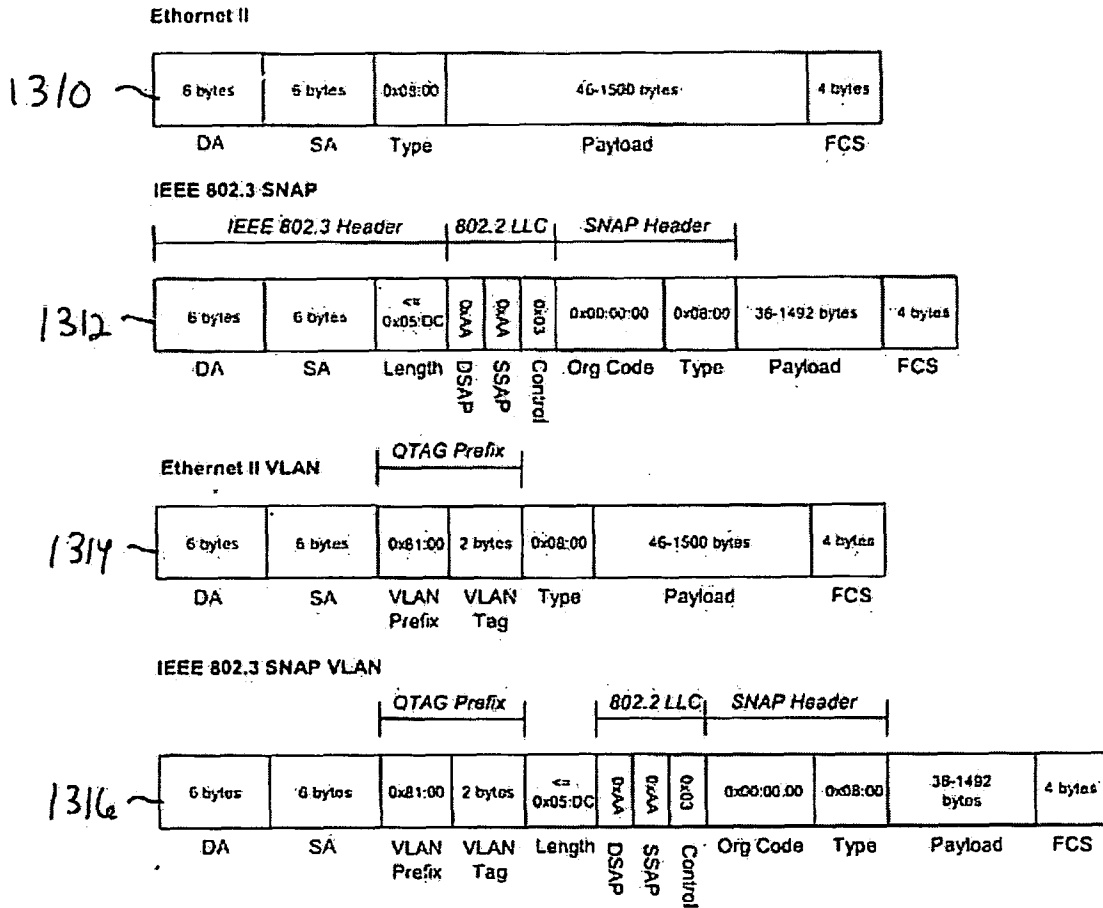 Ethernet II
1310
6 bytes 6 bytes 0x08:00 46-1500 bytes 4 bytes
DA SA Type Payload FCS
IEEE 802.3 SNAP
IEEE 802.3 Header 802.2 LLC SNAP Header
1312
6 bytes 6 bytes <= 0x05:DC 0xAA 0xAA 0x03 0x00:00:00 0x08:00 36-1492 bytes 4 bytes
DA SA Length DSAP SSAP Control Org Code Type Payload FCS
QTAG Prefix
Ethernet II VLAN
1314
6 bytes 6 bytes 0x81:00 2 bytes 0x08:00 46-1500 bytes 4 bytes
DA SA VLAN Prefix VLAN Tag Type Payload FCS
IEEE 802.3 SNAP VLAN
QTAG Prefix 802.2 LLC SNAP Header
1316
6 bytes 6 bytes 0x81:00 2 bytes <= 0x05:DC 0xAA 0xAA 0x03 0x00:00:00 0x08:00 38-1492 bytes 4 bytes
DA SA VLAN Prefix VLAN Tag Length DSAP SSAP Control Org Code Type Payload FCS